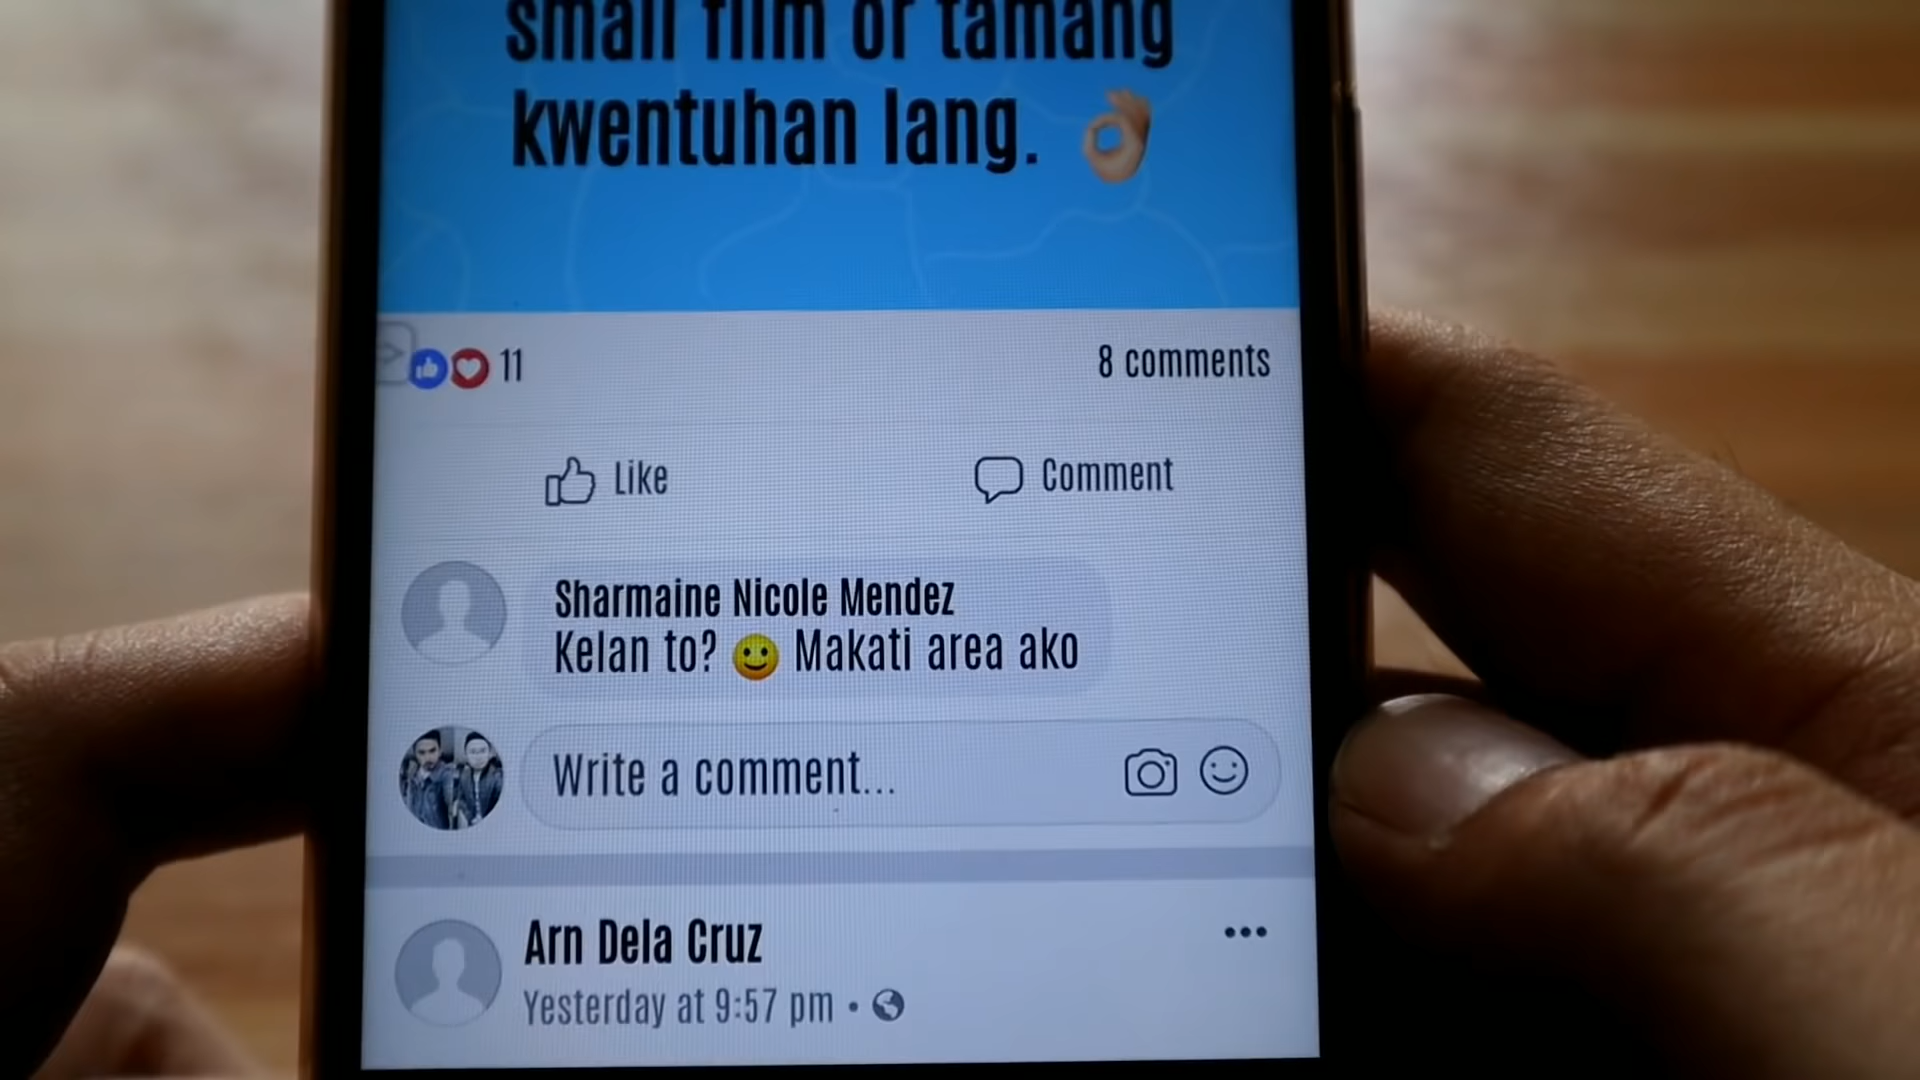 small film or tamang
kwentuhan lang. 👌🏼
11
8 comments
Like
Comment
Sharmaine Nicole Mendez
Kelan to? 🙂 Makati area ako
Write a comment...
Arn Dela Cruz
Yesterday at 9:57 pm •